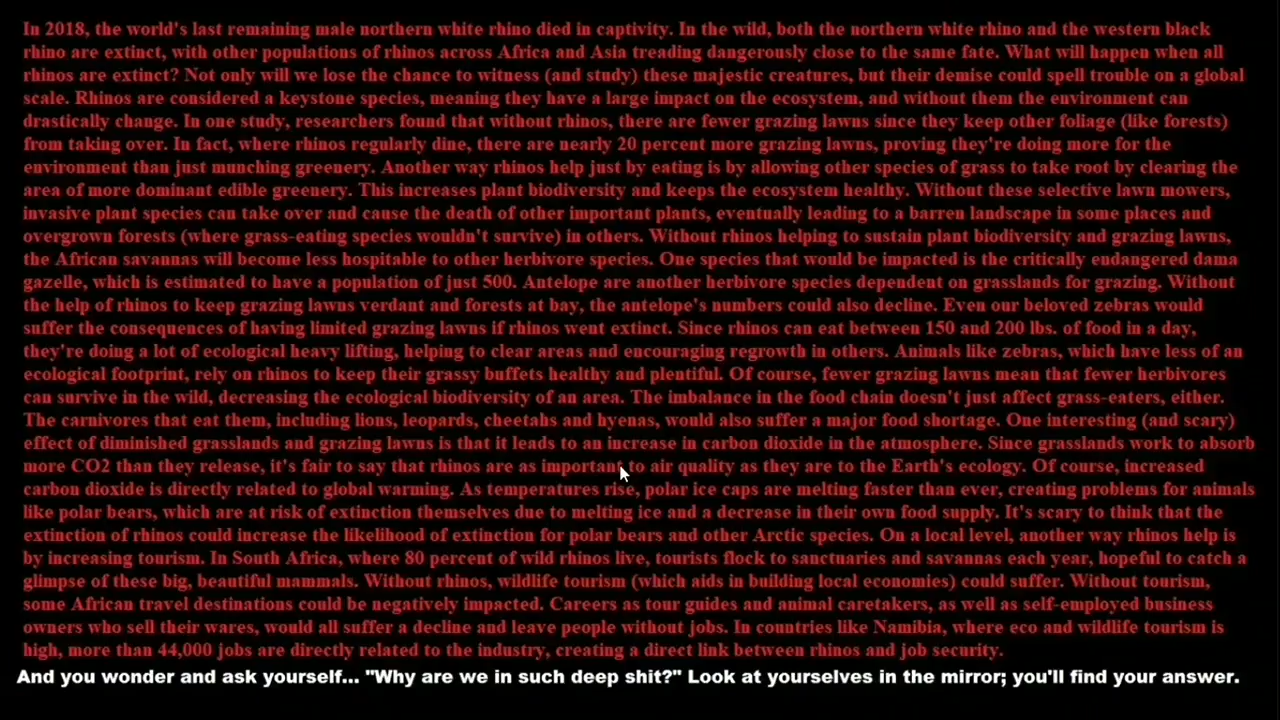 In 2018, the world's last remaining male northern white rhino died in captivity. In the wild, both the northern white rhino and the western black
rhino are extinct, with other populations of rhinos across Africa and Asia treading dangerously close to the same fate. What will happen when all
rhinos are extinct? Not only will we lose the chance to witness (and study) these majestic creatures, but their demise could spell trouble on a global
scale. Rhinos are considered a keystone species, meaning they have a large impact on the ecosystem, and without them the environment can
drastically change. In one study, researchers found that without rhinos, there are fewer grazing lawns since they keep other foliage (like forests)
from taking over. In fact, where rhinos regularly dine, there are nearly 20 percent more grazing lawns, proving they're doing more for the
environment than just munching greenery. Another way rhinos help just by eating is by allowing other species of grass to take root by clearing the
area of more dominant edible greenery. This increases plant biodiversity and keeps the ecosystem healthy. Without these selective lawn mowers,
invasive plant species can take over and cause the death of other important plants, eventually leading to a barren landscape in some places and
overgrown forests (where grass-eating species wouldn't survive) in others. Without rhinos helping to sustain plant biodiversity and grazing lawns,
the African savannas will become less hospitable to other herbivore species. One species that would be impacted is the critically endangered dama
gazelle, which is estimated to have a population of just 500. Antelope are another herbivore species dependent on grasslands for grazing. Without
the help of rhinos to keep grazing lawns verdant and forests at bay, the antelope's numbers could also decline. Even our beloved zebras would
suffer the consequences of having limited grazing lawns if rhinos went extinct. Since rhinos can eat between 150 and 200 lbs. of food in a day,
they're doing a lot of ecological heavy lifting, helping to clear areas and encouraging regrowth in others. Animals like zebras, which have less of an
ecological footprint, rely on rhinos to keep their grassy buffets healthy and plentiful. Of course, fewer grazing lawns mean that fewer herbivores
can survive in the wild, decreasing the ecological biodiversity of an area. The imbalance in the food chain doesn't just affect grass-eaters, either.
The carnivores that eat them, including lions, leopards, cheetahs and hyenas, would also suffer a major food shortage. One interesting (and scary)
effect of diminished grasslands and grazing lawns is that it leads to an increase in carbon dioxide in the atmosphere. Since grasslands work to absorb
more CO2 than they release, it's fair to say that rhinos are as important to air quality as they are to the Earth's ecology. Of course, increased
carbon dioxide is directly related to global warming. As temperatures rise, polar ice caps are melting faster than ever, creating problems for animals
like polar bears, which are at risk of extinction themselves due to melting ice and a decrease in their own food supply. It's scary to think that the
extinction of rhinos could increase the likelihood of extinction for polar bears and other Arctic species. On a local level, another way rhinos help is
by increasing tourism. In South Africa, where 80 percent of wild rhinos live, tourists flock to sanctuaries and savannas each year, hopeful to catch a
glimpse of these big, beautiful mammals. Without rhinos, wildlife tourism (which aids in building local economies) could suffer. Without tourism,
some African travel destinations could be negatively impacted. Careers as tour guides and animal caretakers, as well as self-employed business
owners who sell their wares, would all suffer a decline and leave people without jobs. In countries like Namibia, where eco and wildlife tourism is
high, more than 44,000 jobs are directly related to the industry, creating a direct link between rhinos and job security.
And you wonder and ask yourself... "Why are we in such deep shit?" Look at yourselves in the mirror; you'll find your answer.